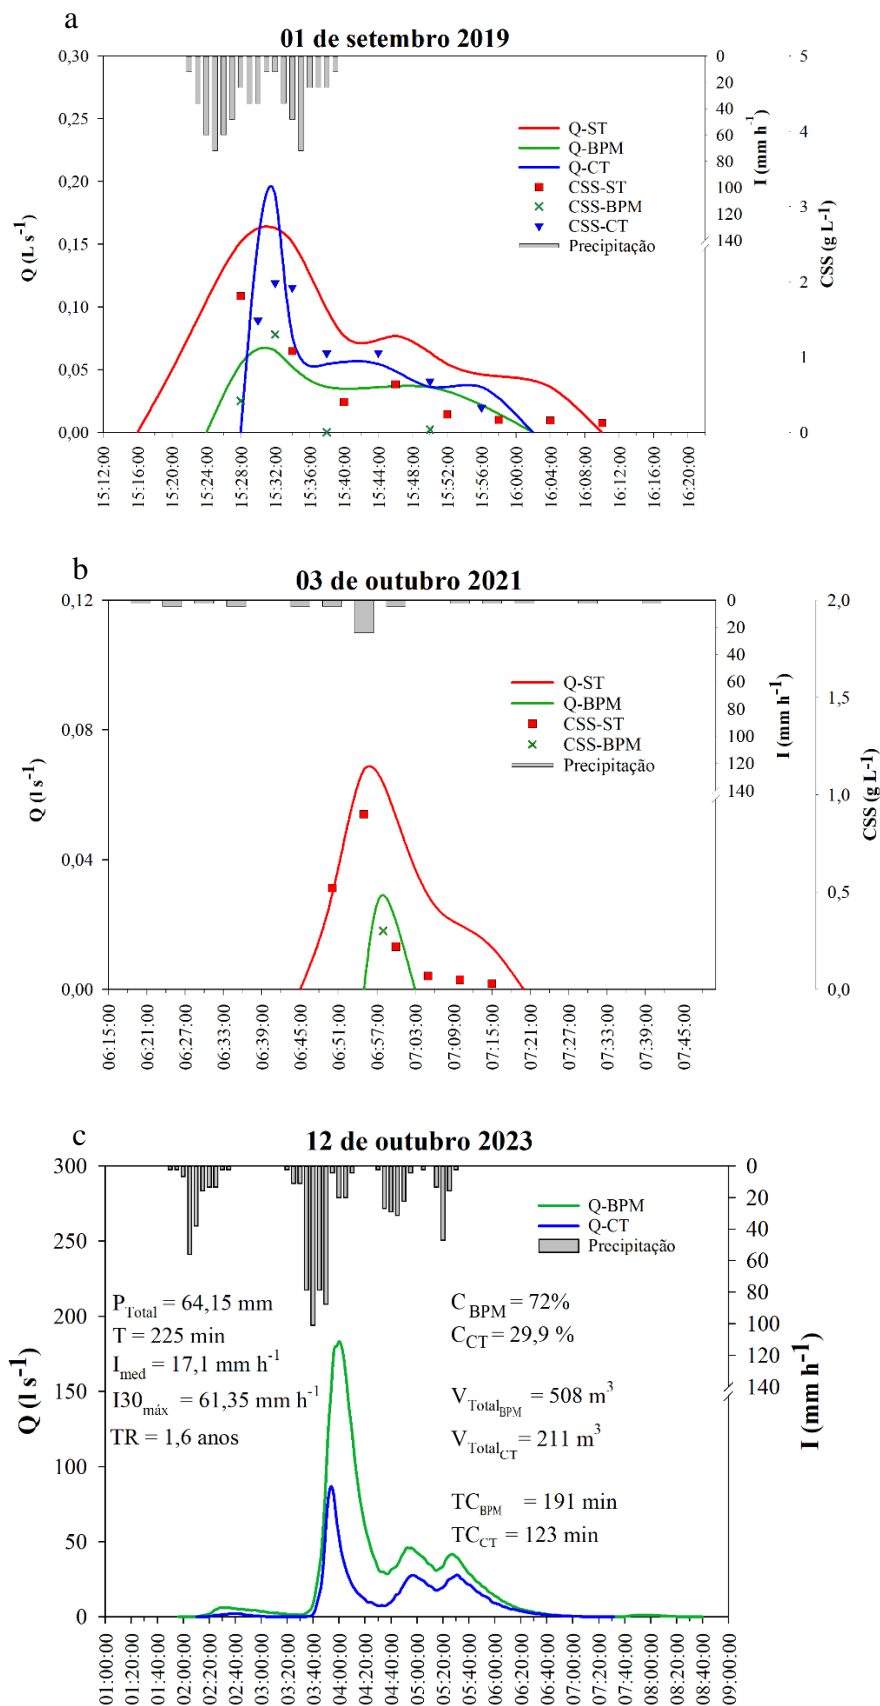 a
01 de setembro 2019
0,30
0,25
0,20
0,15
0,10
0,05
0,00
Q (L s-1)
0
20
40
60
80
100
120
140
I (mm h-1)
5
4
3
2
1
0
CSS (g L-1)
Q-ST
Q-BPM
Q-CT
CSS-ST
CSS-BPM
CSS-CT
Precipitação
15:12:00
15:16:00
15:20:00
15:24:00
15:28:00
15:32:00
15:36:00
15:40:00
15:44:00
15:48:00
15:52:00
15:56:00
16:00:00
16:04:00
16:12:00
16:16:00
16:20:00
b
03 de outubro 2021
0,12
0,08
0,04
0,00
Q (l s-1)
0
20
40
60
80
100
120
140
I (mm h-1)
2,0
1,5
1,0
0,5
0,0
CSS (g L-1)
Q-ST
Q-BPM
CSS-ST
CSS-BPM
Precipitação
06:15:00
06:21:00
06:27:00
06:33:00
06:39:00
06:45:00
06:51:00
06:57:00
07:03:00
07:09:00
07:15:00
07:21:00
07:27:00
07:33:00
07:39:00
07:45:00
c
12 de outubro 2023
300
250
200
150
100
50
0
Q (l s-1)
0
20
40
60
80
100
120
140
I (mm h-1)
Q-BPM
Q-CT
Precipitação
PTotal = 64,15 mm
T = 225 min
Imed = 17,1 mm h-1
I30máx = 61,35 mm h-1
TR = 1,6 anos
CBPM = 72%
CCT = 29,9 %
VTotalBPM = 508 m3
VTotalCT = 211 m3
TCBPM = 191 min
TCCT = 123 min
01:00:00
01:20:00
01:40:00
02:00:00
02:20:00
02:40:00
03:00:00
03:20:00
03:40:00
04:00:00
04:20:00
04:40:00
05:00:00
05:20:00
05:40:00
06:00:00
06:20:00
06:40:00
07:00:00
07:20:00
07:40:00
08:00:00
08:20:00
08:40:00
09:00:00